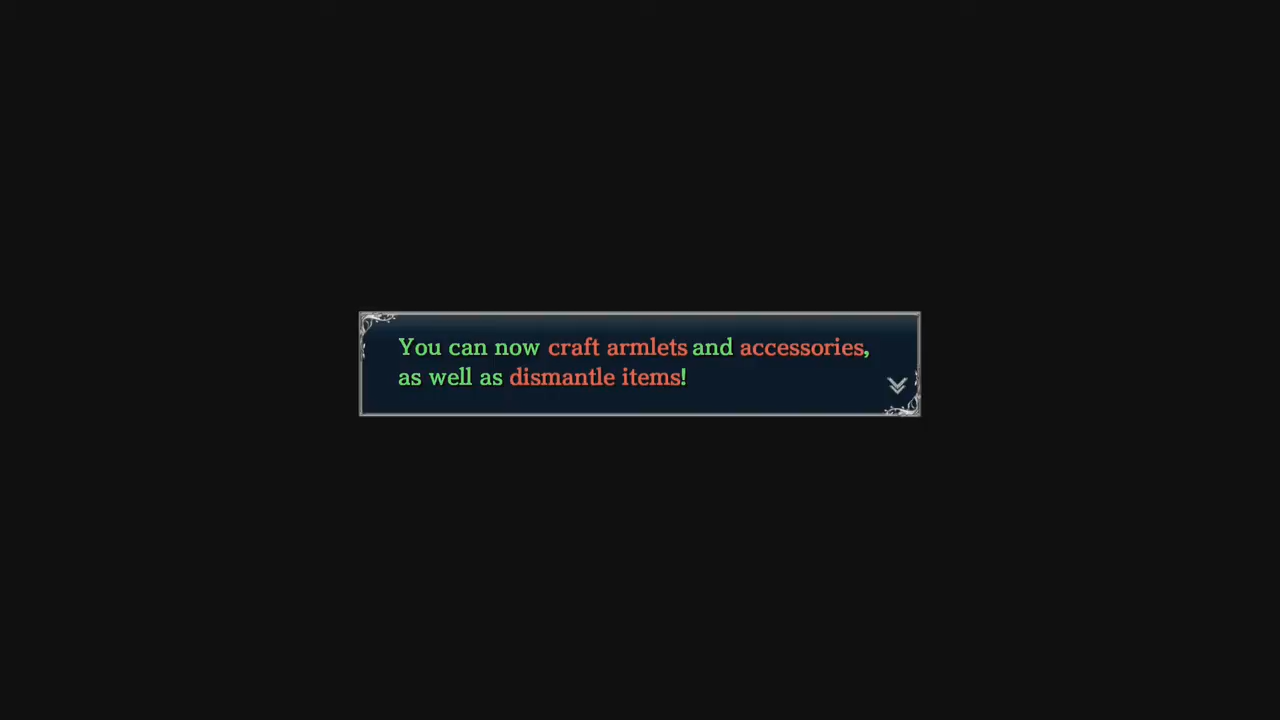 You can now craft armlets and accessories,
as well as dismantle items!